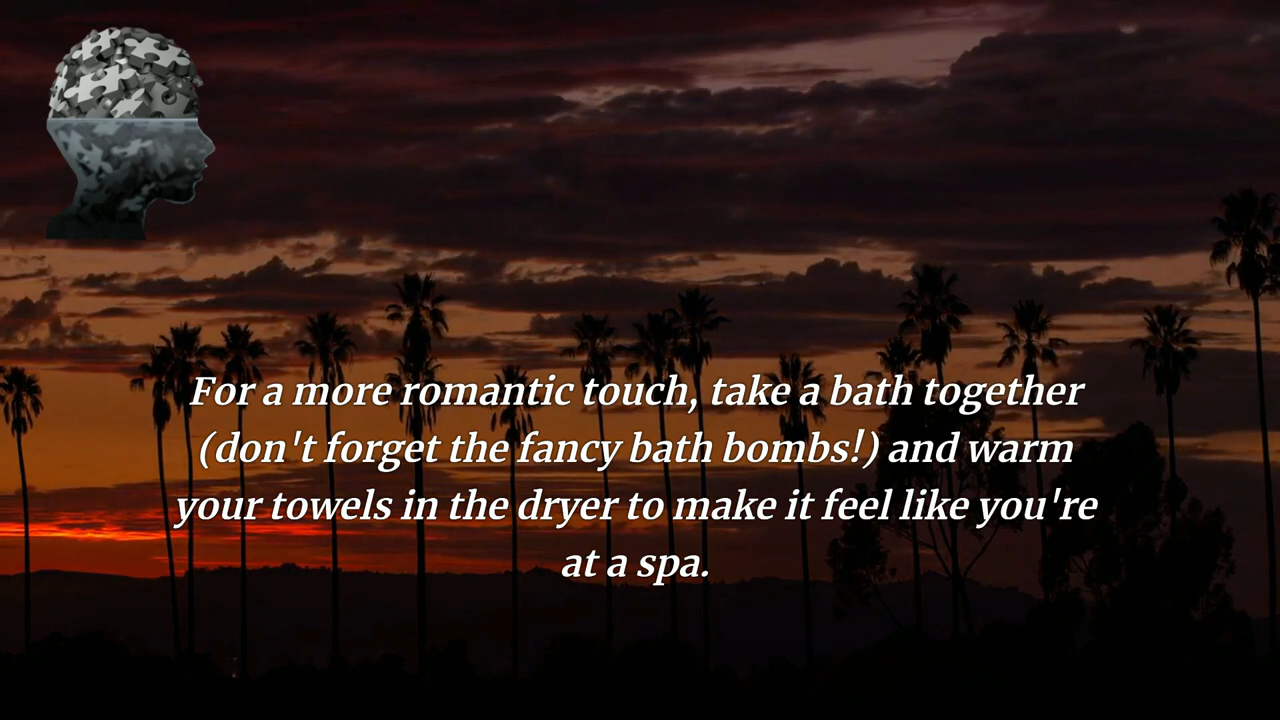 For a more romantic touch, take a bath together
(don't forget the fancy bath bombs!) and warm
your towels in the dryer to make it feel like you're
at a spa.